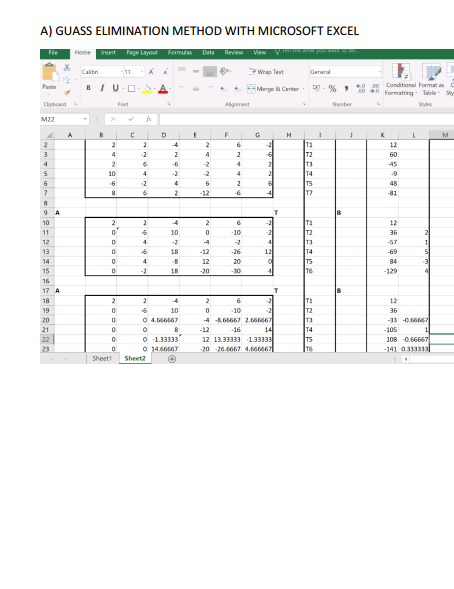 A) GUASS ELIMINATION METHOD WITH MICROSOFT EXCEL
File Home Insert Page Layout Formulas Data Review View Tell me what you want to do...
Calibri 11 A A Wrap Text General
Paste B I U A Merge & Center % Conditional Format as
Formatting Table Sty
Clipboard Font Alignment Number Styles
M22 fx
A B C D E F G H I J K L M
2 2 2 -4 2 6 -2 T1 12
3 4 -2 2 4 2 -6 T2 60
4 2 6 -6 -2 4 2 T3 -45
5 10 4 -2 -2 4 2 T4 -9
6 -6 -2 4 6 2 6 T5 48
7 8 6 2 -12 -6 -4 T7 -81
8
9 A T B
10 2 2 -4 2 6 -2 T1 12
11 0 -6 10 0 -10 -2 T2 36 2
12 0 4 -2 -4 -2 4 T3 -57 1
13 0 -6 18 -12 -26 12 T4 -69 5
14 0 4 -8 12 20 0 T5 84 -3
15 0 -2 18 -20 -30 4 T6 -129 4
16
17 A T B
18 2 2 -4 2 6 -2 T1 12
19 0 -6 10 0 -10 -2 T2 36
20 0 0 4.666667 -4 -8.66667 2.666667 T3 -33 -0.66667
21 0 0 8 -12 -16 14 T4 -105 1
22 0 0 -1.33333 12 13.33333 -1.33333 T5 108 -0.66667
23 0 0 14.66667 -20 -26.6667 4.666667 T6 -141 0.333333
Sheet1 Sheet2